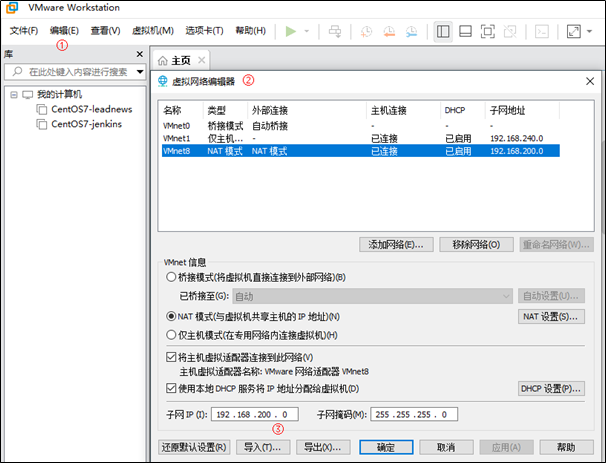 VMware Workstation
文件(F) 编辑(E) 查看(V) 虚拟机(M) 选项卡(T) 帮助(H)
①
库
在此处键入内容进行搜索
我的计算机
CentOS7-leadnews
CentOS7-jenkins
主页
虚拟网络编辑器 ②
名称 类型 外部连接 主机连接 DHCP 子网地址
VMnet0 桥接模式 自动桥接 - - -
VMnet1 仅主机... - 已连接 已启用 192.168.240.0
VMnet8 NAT 模式 NAT 模式 已连接 已启用 192.168.200.0
添加网络(E)... 移除网络(O) 重命名网络(W)...
VMnet 信息
桥接模式(将虚拟机直接连接到外部网络)(B)
已桥接至(G): 自动 自动设置(U)...
NAT 模式(与虚拟机共享主机的 IP 地址)(N) NAT 设置(S)...
仅主机模式(在专用网络内连接虚拟机)(H)
将主机虚拟适配器连接到此网络(V)
主机虚拟适配器名称: VMware 网络适配器 VMnet8
使用本地 DHCP 服务将 IP 地址分配给虚拟机(D) DHCP 设置(P)...
子网 IP (I): 192 . 168 . 200 . 0 子网掩码(M): 255 . 255 . 255 . 0
③
还原默认设置(R) 导入(T)... 导出(X)... 确定 取消 应用(A) 帮助